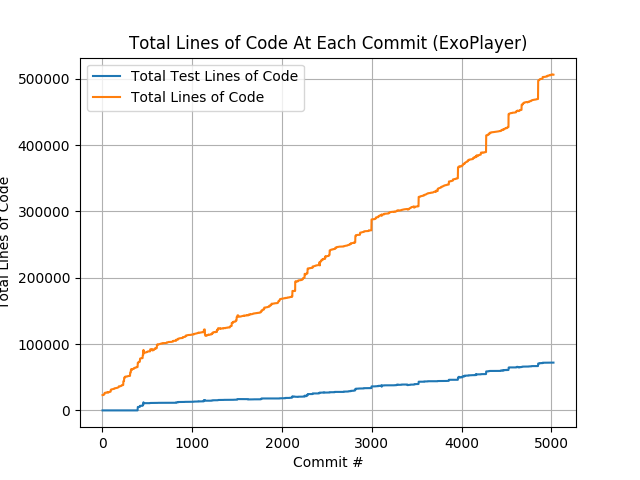 Total Lines of Code At Each Commit (ExoPlayer)
Total Test Lines of Code
Total Lines of Code
Total Lines of Code
500000
400000
300000
200000
100000
0
0 1000 2000 3000 4000 5000
Commit #